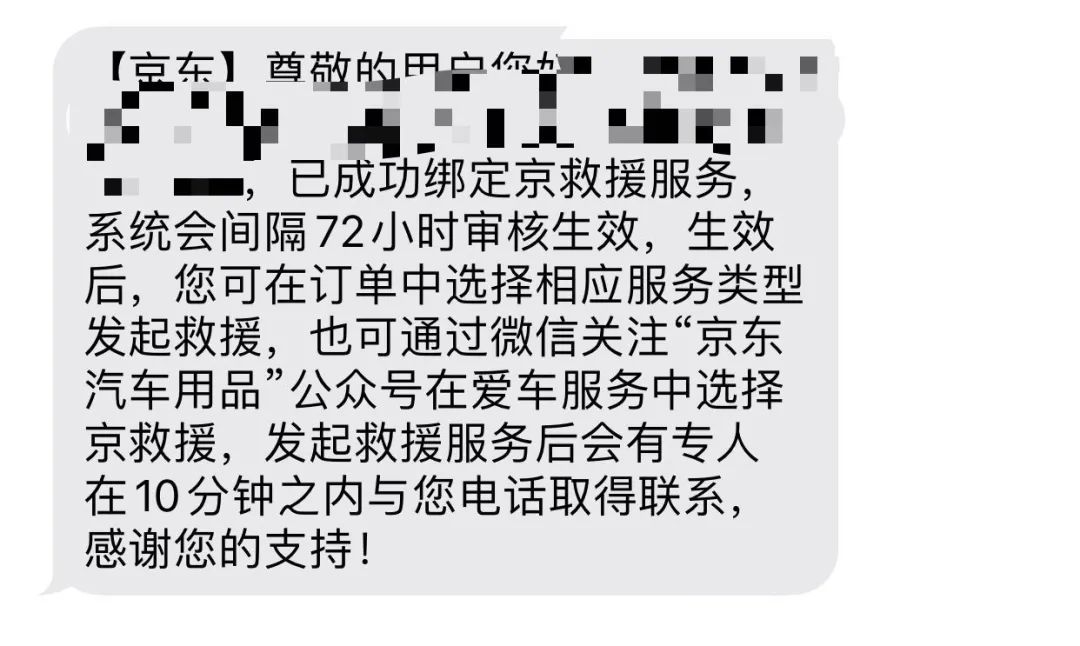 【京东】尊敬的用户您好
，已成功绑定京救援服务，
系统会间隔72小时审核生效，生效
后，您可在订单中选择相应服务类型
发起救援，也可通过微信关注“京东
汽车用品”公众号在爱车服务中选择
京救援，发起救援服务后会有专人
在10分钟之内与您电话取得联系，
感谢您的支持！